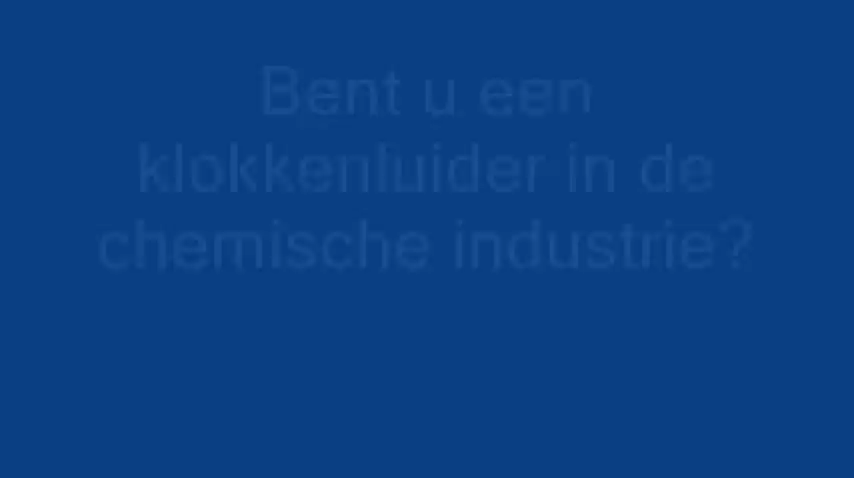 Bent u een
klokkenluider in de
chemische industrie?